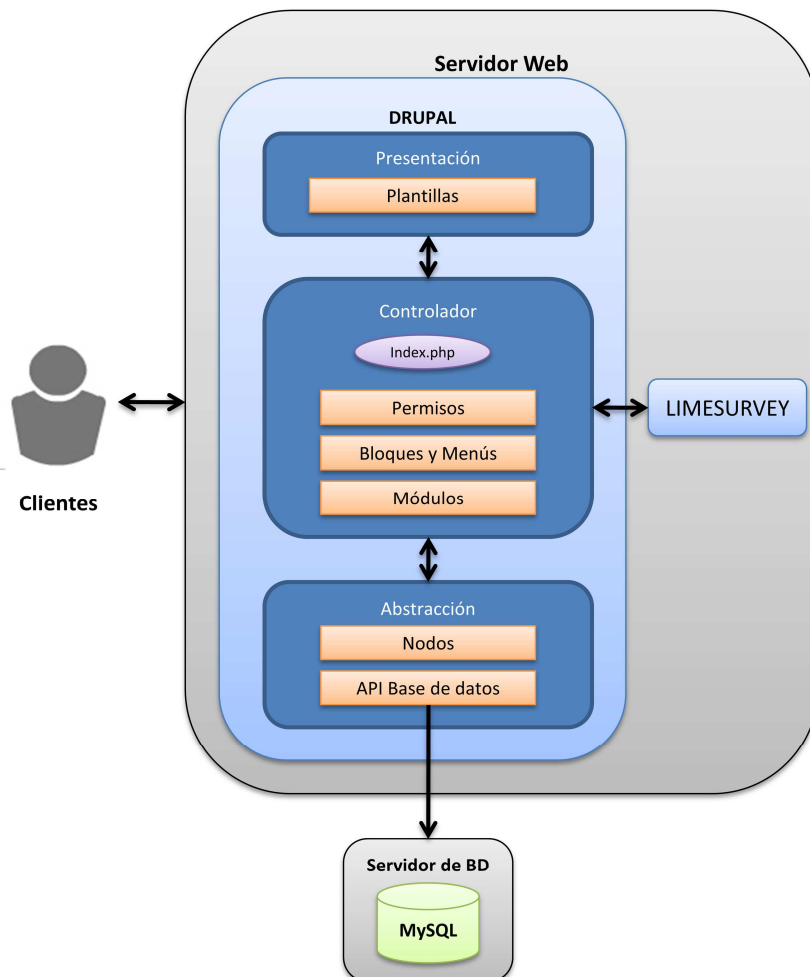 Servidor Web
DRUPAL
Presentación
Plantillas
Controlador
Index.php
Permisos
Bloques y Menús
Módulos
LIMESURVEY
Clientes
Abstracción
Nodos
API Base de datos
Servidor de BD
MySQL